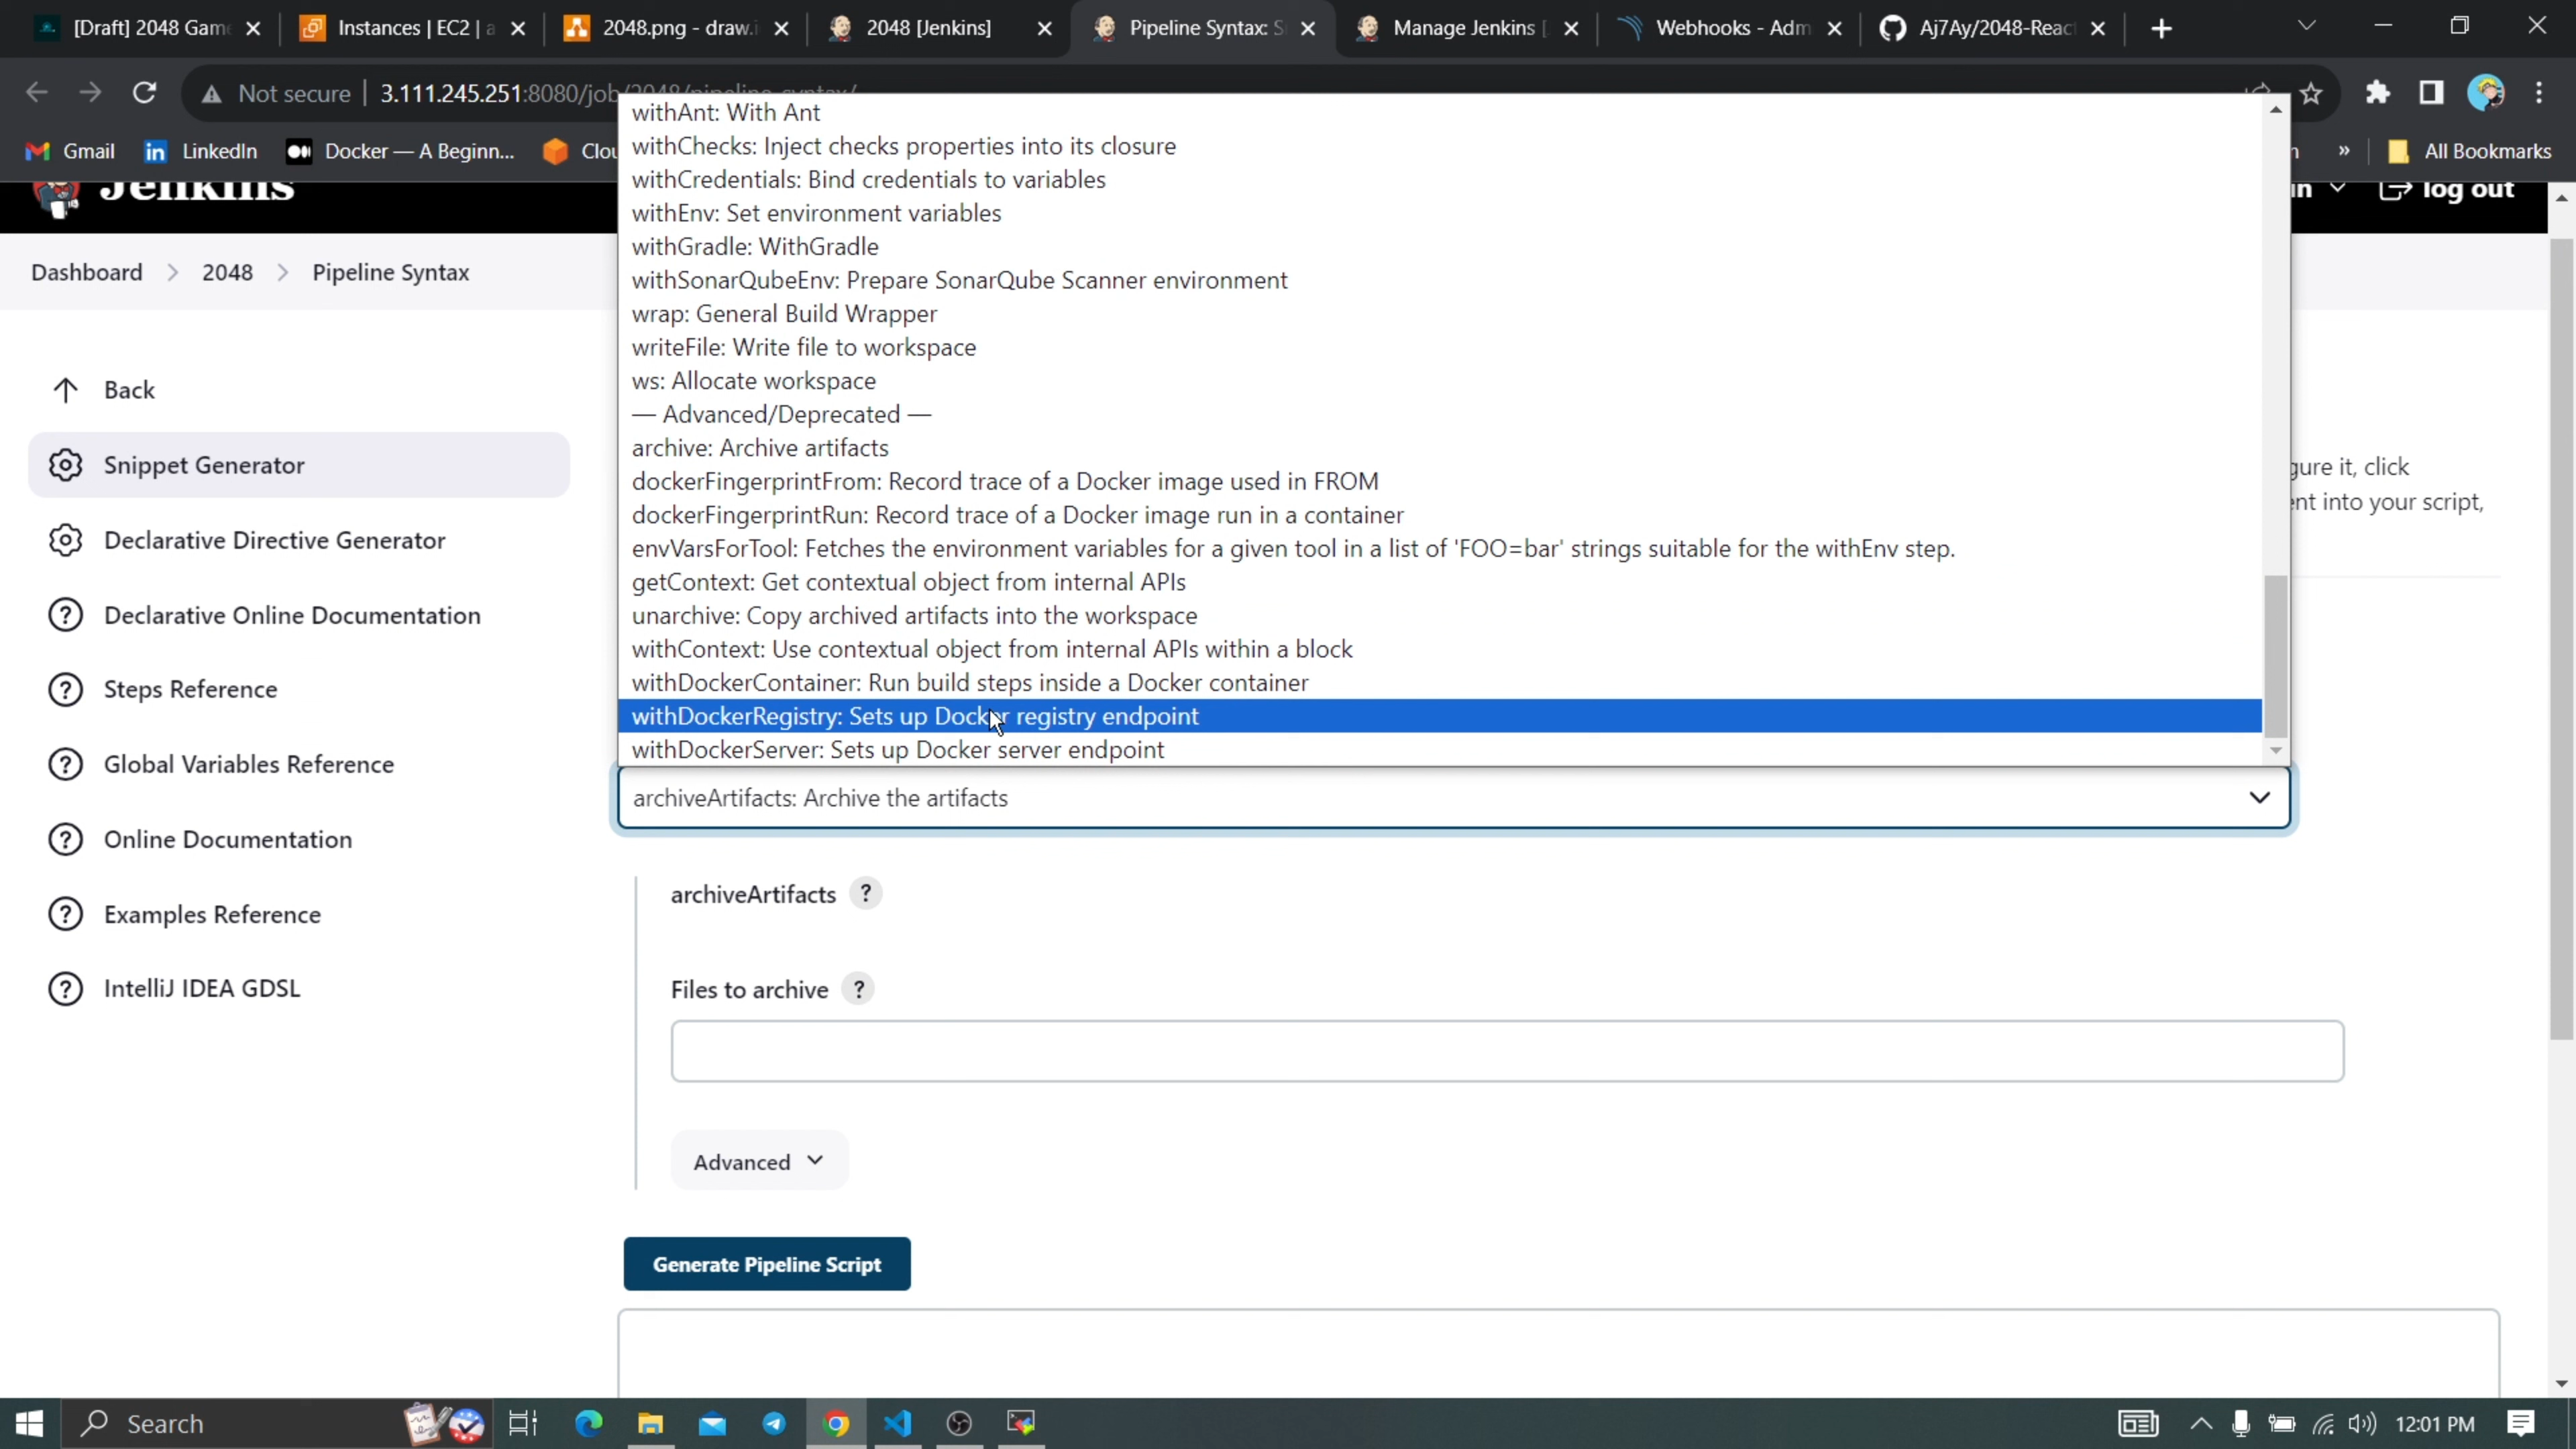 [Draft] 2048 Game
Instances | EC2 | a
2048.png - draw.i
2048 [Jenkins]
Pipeline Syntax: S
Manage Jenkins [
Webhooks - Adm
Aj7Ay/2048-React
Not secure
3.111.245.251:8080/job/2048/pipeline-syntax/
Gmail
LinkedIn
Docker — A Beginn...
Clou
»
All Bookmarks
Jenkins
log out
Dashboard > 2048 > Pipeline Syntax
Back
Snippet Generator
Declarative Directive Generator
Declarative Online Documentation
Steps Reference
Global Variables Reference
Online Documentation
Examples Reference
IntelliJ IDEA GDSL
withAnt: With Ant
withChecks: Inject checks properties into its closure
withCredentials: Bind credentials to variables
withEnv: Set environment variables
withGradle: WithGradle
withSonarQubeEnv: Prepare SonarQube Scanner environment
wrap: General Build Wrapper
writeFile: Write file to workspace
ws: Allocate workspace
— Advanced/Deprecated —
archive: Archive artifacts
dockerFingerprintFrom: Record trace of a Docker image used in FROM
dockerFingerprintRun: Record trace of a Docker image run in a container
envVarsForTool: Fetches the environment variables for a given tool in a list of 'FOO=bar' strings suitable for the withEnv step.
getContext: Get contextual object from internal APIs
unarchive: Copy archived artifacts into the workspace
withContext: Use contextual object from internal APIs within a block
withDockerContainer: Run build steps inside a Docker container
withDockerRegistry: Sets up Docker registry endpoint
withDockerServer: Sets up Docker server endpoint
gure it, click
ent into your script,
archiveArtifacts: Archive the artifacts
archiveArtifacts ?
Files to archive ?
Advanced
Generate Pipeline Script
Search
12:01 PM